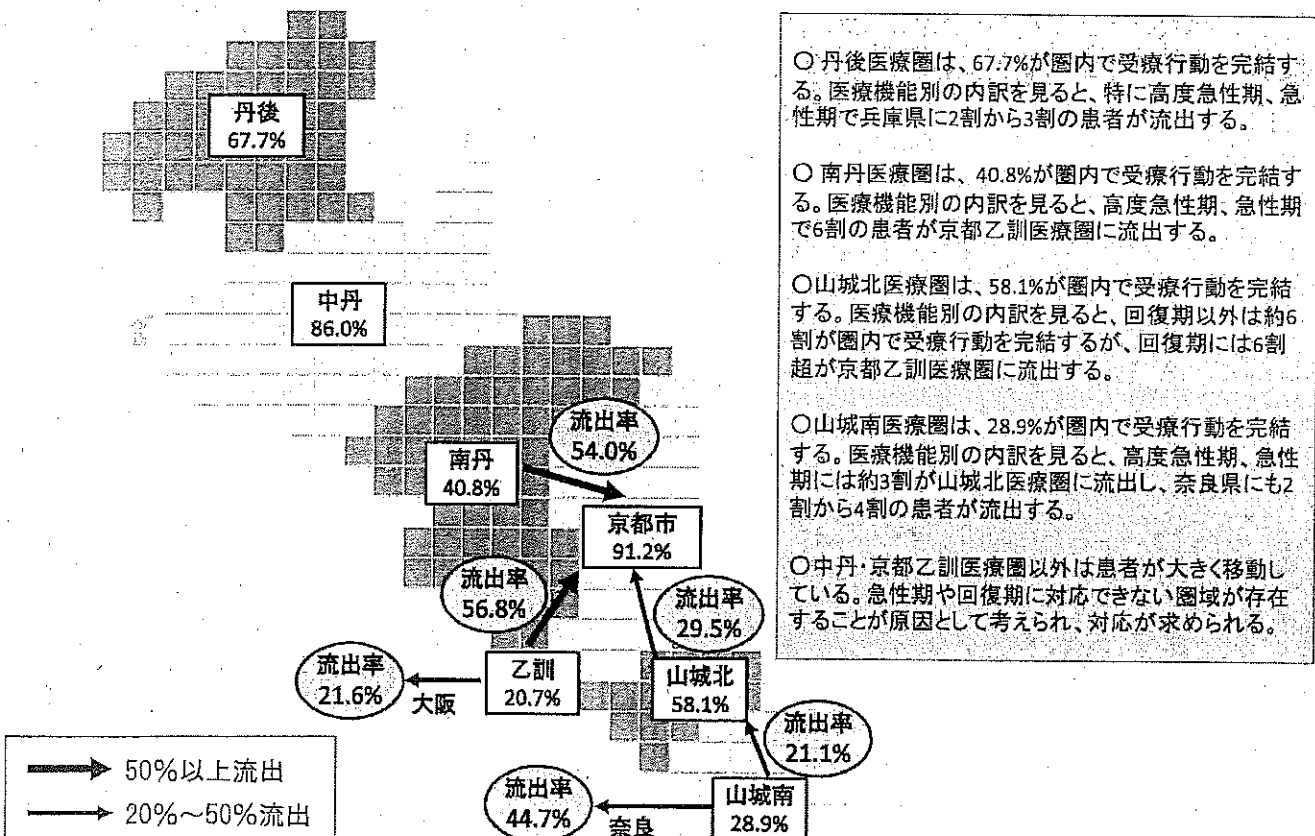 丹後
67.7%
中丹
86.0%
流出率
54.0%
南丹
40.8%
京都市
91.2%
流出率
56.8%
流出率
29.5%
流出率
21.6%
大阪
乙訓
20.7%
山城北
58.1%
流出率
21.1%
流出率
44.7%
奈良
山城南
28.9%
50%以上流出
20%～50%流出
〇丹後医療圏は、67.7%が圏内で受療行動を完結す
る。医療機能別の内訳を見ると、特に高度急性期、急
性期で兵庫県に2割から3割の患者が流出する。
〇 南丹医療圏は、40.8%が圏内で受療行動を完結す
る。医療機能別の内訳を見ると、高度急性期、急性期
で6割の患者が京都乙訓医療圏に流出する。
〇山城北医療圏は、58.1%が圏内で受療行動を完結
する。医療機能別の内訳を見ると、回復期以外は約6
割が圏内で受療行動を完結するが、回復期には6割
超が京都乙訓医療圏に流出する。
〇山城南医療圏は、28.9%が圏内で受療行動を完結
する。医療機能別の内訳を見ると、高度急性期、急性
期には約3割が山城北医療圏に流出し、奈良県にも2
割から4割の患者が流出する。
〇中丹・京都乙訓医療圏以外は患者が大きく移動し
ている。急性期や回復期に対応できない圏域が存在
することが原因として考えられ、対応が求められる。